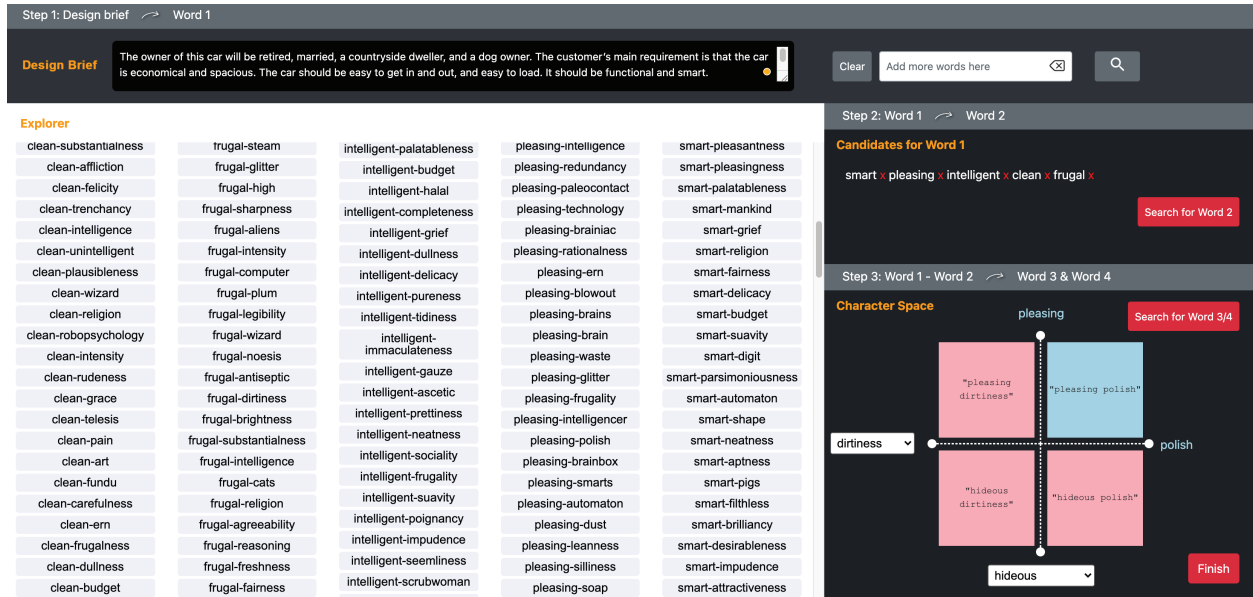 Step 1: Design brief Word 1
Design Brief
The owner of this car will be retired, married, a countryside dweller, and a dog owner. The customer's main requirement is that the car
is economical and spacious. The car should be easy to get in and out, and easy to load. It should be functional and smart.
Clear
Add more words here
Explorer
clean-substantialness
clean-affliction
clean-felicity
clean-trenchancy
clean-intelligence
clean-unintelligent
clean-plausibleness
clean-wizard
clean-religion
clean-robopsychology
clean-intensity
clean-rudeness
clean-grace
clean-telesis
clean-pain
clean-art
clean-fundu
clean-carefulness
clean-ern
clean-frugalness
clean-dullness
clean-budget
frugal-steam
frugal-glitter
frugal-high
frugal-sharpness
frugal-aliens
frugal-intensity
frugal-computer
frugal-plum
frugal-legibility
frugal-wizard
frugal-noesis
frugal-antiseptic
frugal-dirtiness
frugal-brightness
frugal-substantialness
frugal-intelligence
frugal-cats
frugal-religion
frugal-agreeability
frugal-reasoning
frugal-freshness
frugal-fairness
intelligent-palatableness
intelligent-budget
intelligent-halal
intelligent-completeness
intelligent-grief
intelligent-dullness
intelligent-delicacy
intelligent-pureness
intelligent-tidiness
intelligent-
immaculateness
intelligent-gauze
intelligent-ascetic
intelligent-prettiness
intelligent-neatness
intelligent-sociality
intelligent-frugality
intelligent-suavity
intelligent-poignancy
intelligent-impudence
intelligent-seemliness
intelligent-scrubwoman
pleasing-intelligence
pleasing-redundancy
pleasing-paleocontact
pleasing-technology
pleasing-brainiac
pleasing-rationalness
pleasing-ern
pleasing-blowout
pleasing-brains
pleasing-brain
pleasing-waste
pleasing-glitter
pleasing-frugality
pleasing-intelligencer
pleasing-polish
pleasing-brainbox
pleasing-smarts
pleasing-automaton
pleasing-dust
pleasing-leanness
pleasing-silliness
pleasing-soap
smart-pleasantness
smart-pleasingness
smart-palatableness
smart-mankind
smart-grief
smart-religion
smart-fairness
smart-delicacy
smart-budget
smart-suavity
smart-digit
smart-parsimoniousness
smart-automaton
smart-shape
smart-neatness
smart-aptness
smart-pigs
smart-filthless
smart-brilliancy
smart-desirableness
smart-impudence
smart-attractiveness
Step 2: Word 1 Word 2
Candidates for Word 1
smart x pleasing x intelligent x clean x frugal x
Search for Word 2
Step 3: Word 1 - Word 2 Word 3 & Word 4
Character Space
pleasing
Search for Word 3/4
"pleasing
dirtiness"
"pleasing polish"
dirtiness
polish
"hideous
dirtiness"
"hideous polish"
hideous
Finish